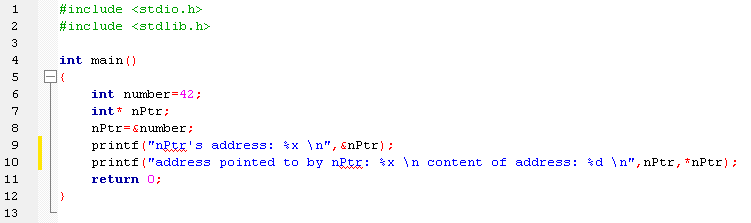 1 #include <stdio.h>
2 #include <stdlib.h>
3
4 int main()
5 {
6 int number=42;
7 int* nPtr;
8 nPtr=&number;
9 printf("nPtr's address: %x \n",&nPtr);
10 printf("address pointed to by nPtr: %x \n content of address: %d \n",nPtr,*nPtr);
11 return 0;
12 }
13